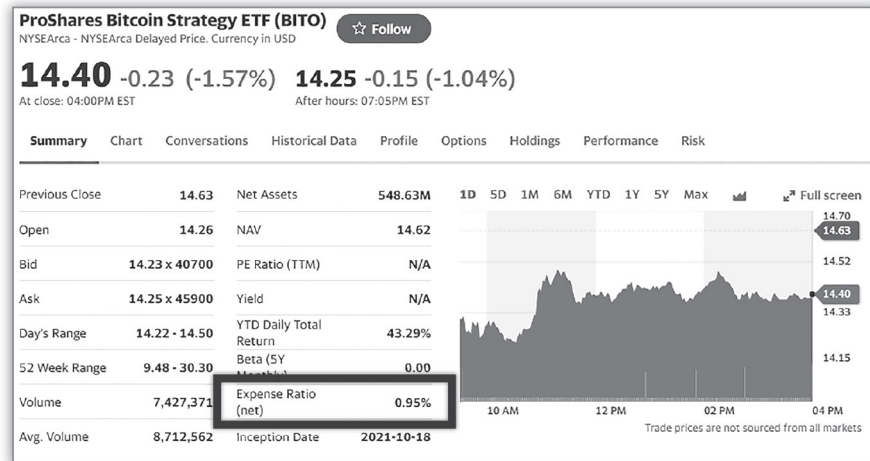 ProShares Bitcoin Strategy ETF (BITO)
Follow
NYSEArca - NYSEArca Delayed Price. Currency in USD
14.40 -0.23 (-1.57%) 14.25 -0.15 (-1.04%)
At close: 04:00PM EST After hours: 07:05PM EST
Summary Chart Conversations Historical Data Profile Options Holdings Performance Risk
Previous Close 14.63
Open 14.26
Bid 14.23 x 40700
Ask 14.25 x 45900
Day's Range 14.22 - 14.50
52 Week Range 9.48 - 30.30
Volume 7,427,371
Avg. Volume 8,712,562
Net Assets 548.63M
NAV 14.62
PE Ratio (TTM) N/A
Yield N/A
YTD Daily Total
Return 43.29%
Beta (5Y
Monthly) 0.00
Expense Ratio
(net) 0.95%
Inception Date 2021-10-18
1D 5D 1M 6M YTD 1Y 5Y Max Full screen
14.70
14.63
14.52
14.40
14.33
14.15
10 AM 12 PM 02 PM 04 PM
Trade prices are not sourced from all markets